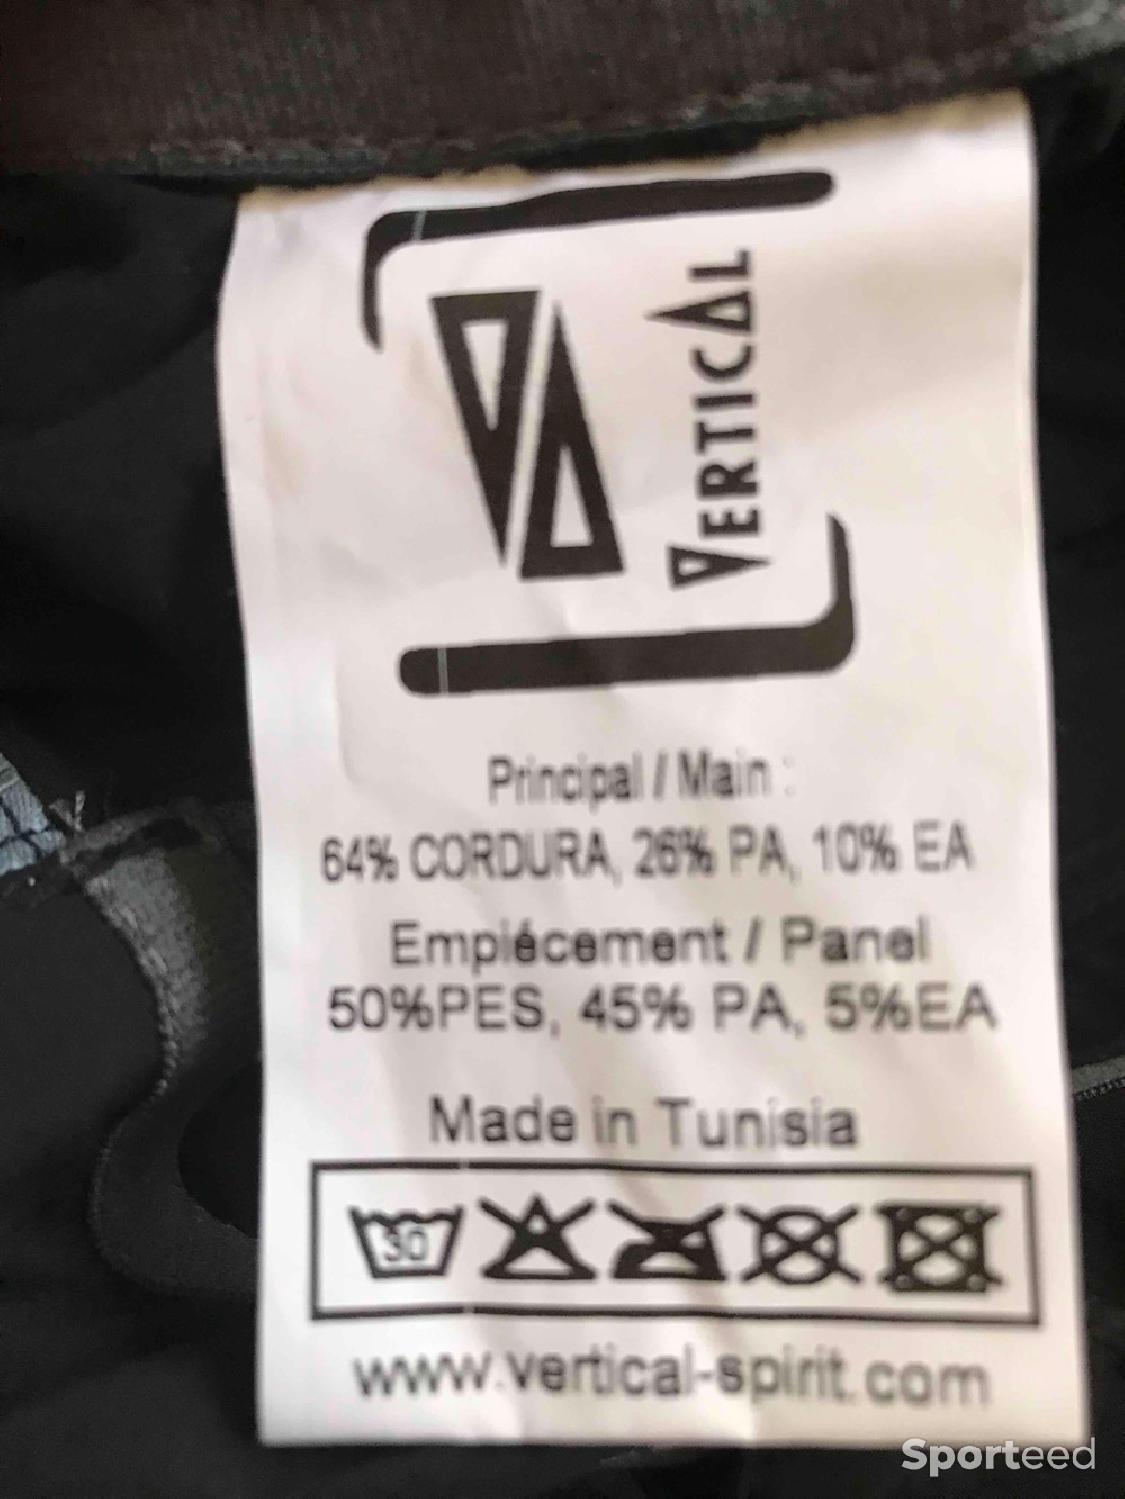 VERTICAL
Principal / Main :
64% CORDURA, 26% PA, 10% EA
Empiécement / Panel
50%PES, 45% PA, 5%EA
Made in Tunisia
30
www.vertical-spirit.com
Sporteed